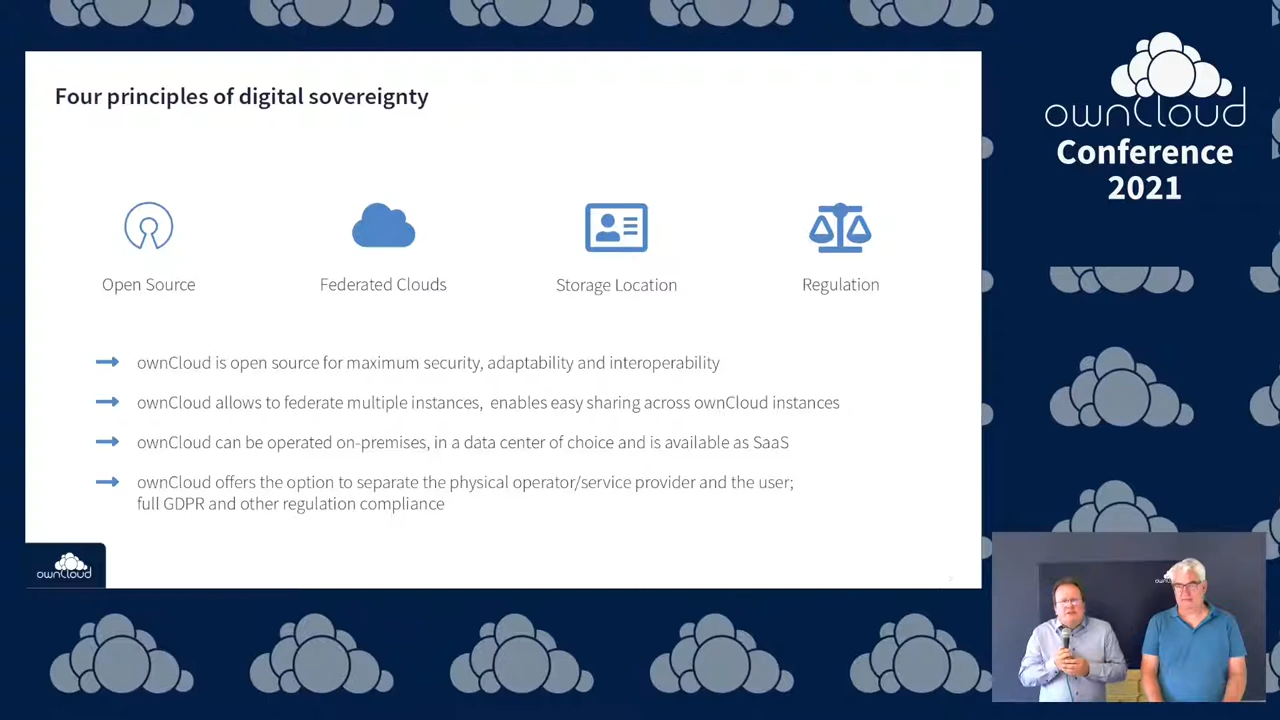 Four principles of digital sovereignty
Open Source
Federated Clouds
Storage Location
Regulation
ownCloud is open source for maximum security, adaptability and interoperability
ownCloud allows to federate multiple instances,  enables easy sharing across ownCloud instances
ownCloud can be operated on-premises, in a data center of choice and is available as SaaS
ownCloud offers the option to separate the physical operator/service provider and the user;
full GDPR and other regulation compliance
ownCloud
ownCloud
Conference
2021